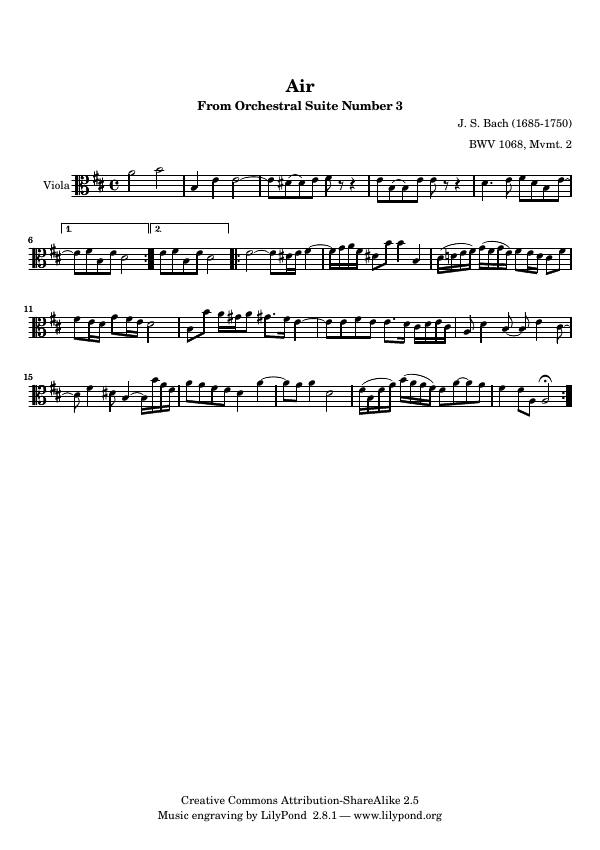 Air
From Orchestral Suite Number 3
J. S. Bach (1685-1750)
BWV 1068, Mvmt. 2
Viola
6
1.
2.
11
15
Creative Commons Attribution-ShareAlike 2.5
Music engraving by LilyPond 2.8.1 — www.lilypond.org